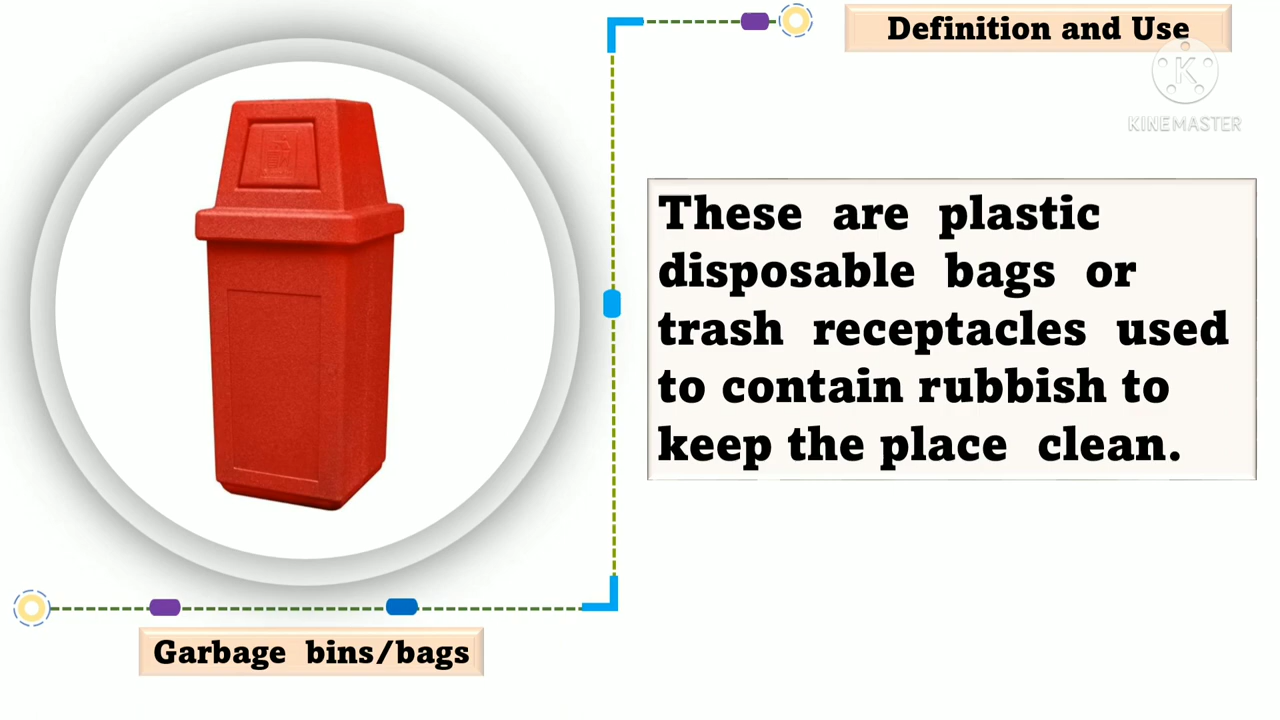 Definition and Use
K
KINEMASTER
These are plastic
disposable bags or
trash receptacles used
to contain rubbish to
keep the place clean.
Garbage bins/bags